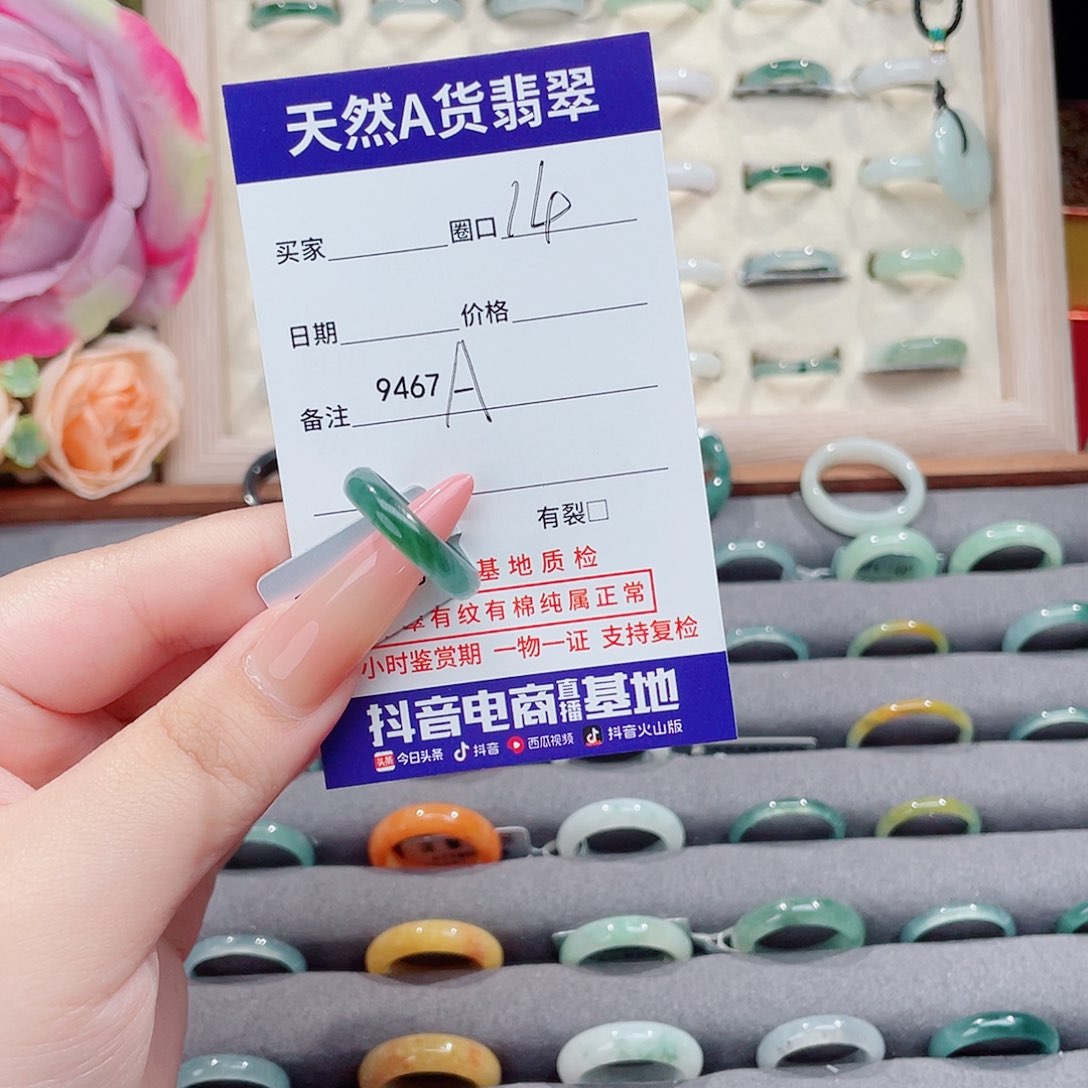 天然A货翡翠
买家 圈口 14
日期 价格
备注 9467 A
有裂□
基地质检
有纹有棉纯属正常
小时鉴赏期 一物一证 支持复检
抖音电商直播基地
头条 今日头条 抖音 西瓜视频 抖音火山版